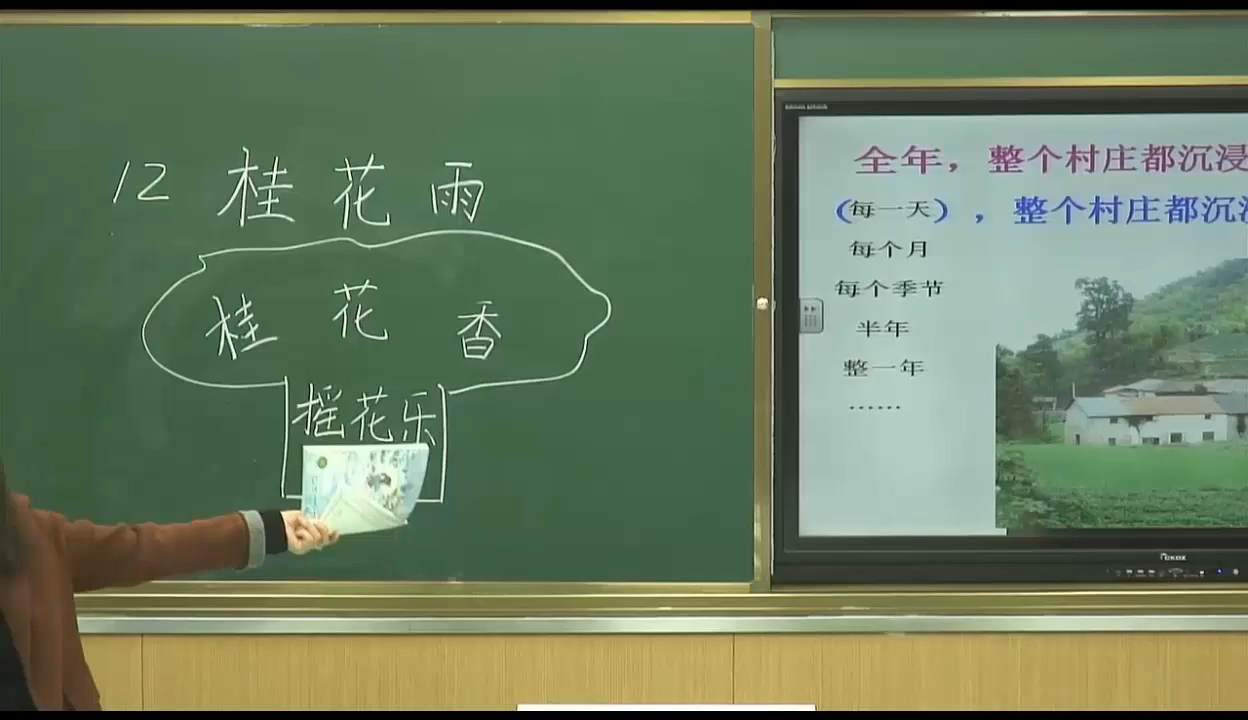 12 桂花雨
桂花香
摇花乐
全年，整个村庄都沉浸
（每一天），整个村庄都沉浸
每个月
每个季节
半年
整一年
……